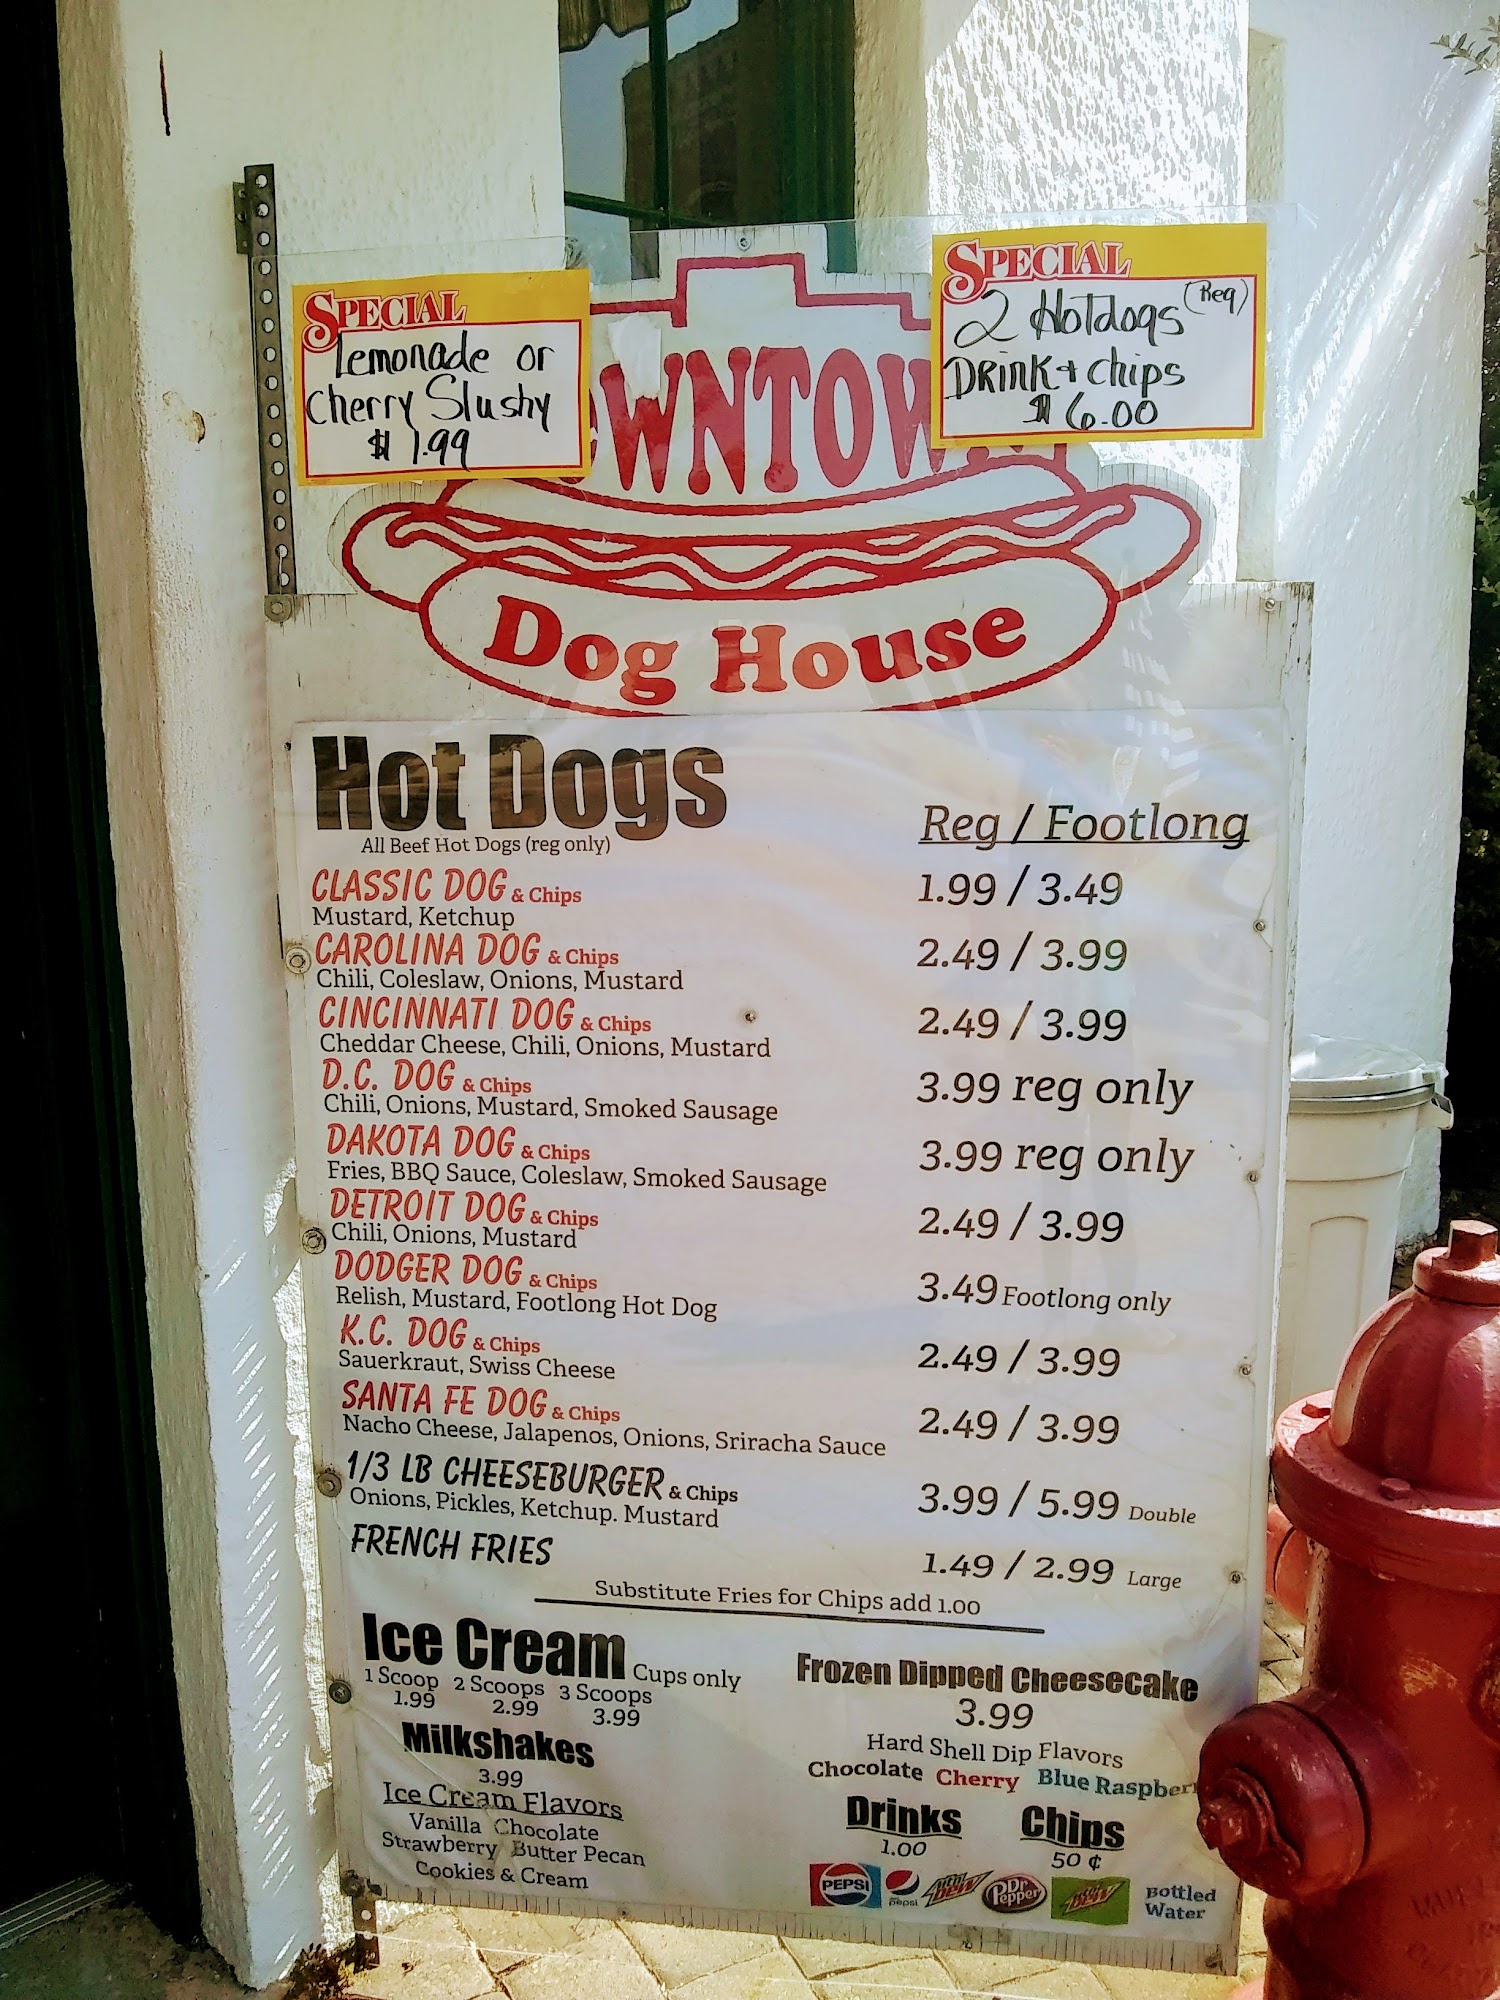 SPECIAL
Lemonade or
Cherry Slushy
$ 1.99
SPECIAL
2 Hotdogs (Reg)
Drink + chips
$ 6.00
DOWNTOWN
Dog House
Hot Dogs
All Beef Hot Dogs (reg only)
Reg / Footlong
CLASSIC DOG & Chips 1.99 / 3.49
Mustard, Ketchup
CAROLINA DOG & Chips 2.49 / 3.99
Chili, Coleslaw, Onions, Mustard
CINCINNATI DOG & Chips 2.49 / 3.99
Cheddar Cheese, Chili, Onions, Mustard
D.C. DOG & Chips 3.99 reg only
Chili, Onions, Mustard, Smoked Sausage
DAKOTA DOG & Chips 3.99 reg only
Fries, BBQ Sauce, Coleslaw, Smoked Sausage
DETROIT DOG & Chips 2.49 / 3.99
Chili, Onions, Mustard
DODGER DOG & Chips 3.49 Footlong only
Relish, Mustard, Footlong Hot Dog
K.C. DOG & Chips 2.49 / 3.99
Sauerkraut, Swiss Cheese
SANTA FE DOG & Chips 2.49 / 3.99
Nacho Cheese, Jalapenos, Onions, Sriracha Sauce
1/3 LB CHEESEBURGER & Chips 3.99 / 5.99 Double
Onions, Pickles, Ketchup. Mustard
FRENCH FRIES 1.49 / 2.99 Large
Substitute Fries for Chips add 1.00
Ice Cream Cups only
1 Scoop 2 Scoops 3 Scoops
1.99 2.99 3.99
Milkshakes
3.99
Ice Cream Flavors
Vanilla Chocolate
Strawberry Butter Pecan
Cookies & Cream
Frozen Dipped Cheesecake
3.99
Hard Shell Dip Flavors
Chocolate Cherry Blue Raspberr
Drinks Chips
1.00 50 ¢
PEPSI pepsi Mtn Dew Dr Pepper Mtn Dew Bottled
Water